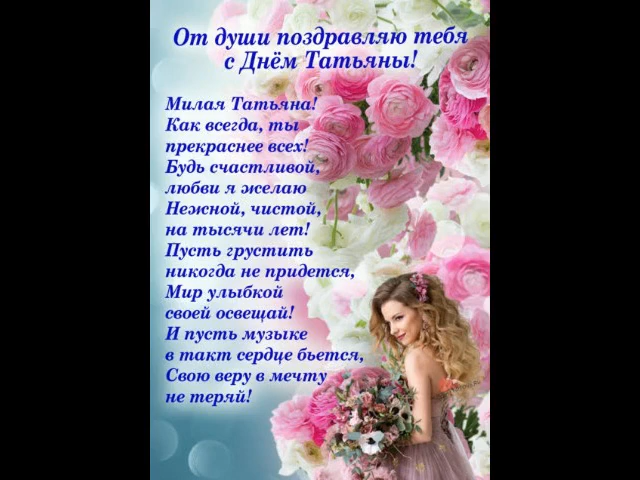 От души поздравляю тебя
с Днём Татьяны!
Милая Татьяна!
Как всегда, ты
прекраснее всех!
Будь счастливой,
любви я желаю
Нежной, чистой,
на тысячи лет!
Пусть грустить
никогда не придется,
Мир улыбкой
своей освещай!
И пусть музыке
в такт сердце бьется,
Свою веру в мечту
не теряй!